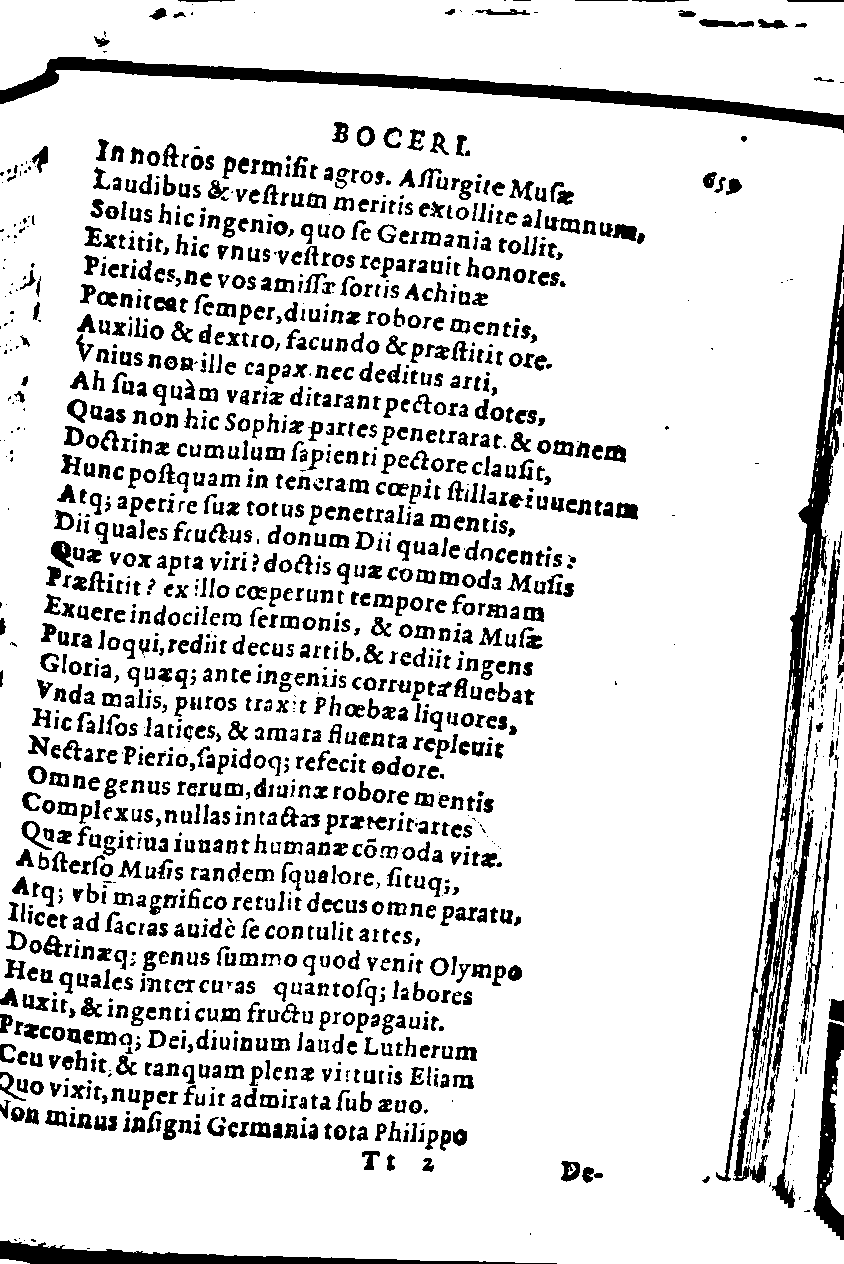 BOCERI.
659
In noſtros permiſit agros. Aſſurgite Muſæ
Laudibus & veſtrum meritis extollite alumnum,
Solus hic ingenio, quo ſe Germania tollit,
Extitit, hic vnus veſtros reparauit honores.
Pierides, ne vos amiſſæ ſortis Achiuæ
Pœniteat ſemper, diuinæ robore mentis,
Auxilio & dextro, facundo & præſtitit ore.
Vnius non ille capax nec deditus arti,
Ah ſua quàm variæ ditarant pectora dotes,
Quas non hic Sophiæ partes penetrarat. & omnem
Doctrinæ cumulum ſapienti pectore clauſit,
Hunc poſtquam in teneram cœpit ſtillare iuuentam
Atq; aperire ſuæ totus penetralia mentis,
Dii quales fructus, donum Dii quale docentis?
Quæ vox apta viri? doctis quæ commoda Muſis
Præſtitit? ex illo cœperunt tempore formam
Exuere indocilem ſermonis, & omnia Muſæ
Pura loqui, rediit decus artib. & rediit ingens
Gloria, quæq; ante ingeniis corrupta fluebat
Vnda malis, puros traxit Phœbæa liquores,
Hic ſalſos latices, & amara fluenta repleuit
Nectare Pierio, ſapidoq; refecit odore.
Omne genus rerum, diuinæ robore mentis
Complexus, nullas intactas præterit artes
Quæ fugitiua iuuant humanæ cōmoda vitæ.
Abſterſo Muſis tandem ſqualore, ſituq;,
Atq; vbi magnifico retulit decus omne paratu,
Ilicet ad ſacras auidè ſe contulit artes,
Doctrinæq; genus ſummo quod venit Olympo
Heu quales inter curas quantoſq; labores
Auxit, & ingenti cum fructu propagauit.
Præconemq; Dei, diuinum laude Lutherum
Ceu vehit, & tanquam plenæ virtutis Eliam
Quo vixit, nuper fuit admirata ſub æuo.
Non minus inſigni Germania tota Philippo
Tt 2
De-